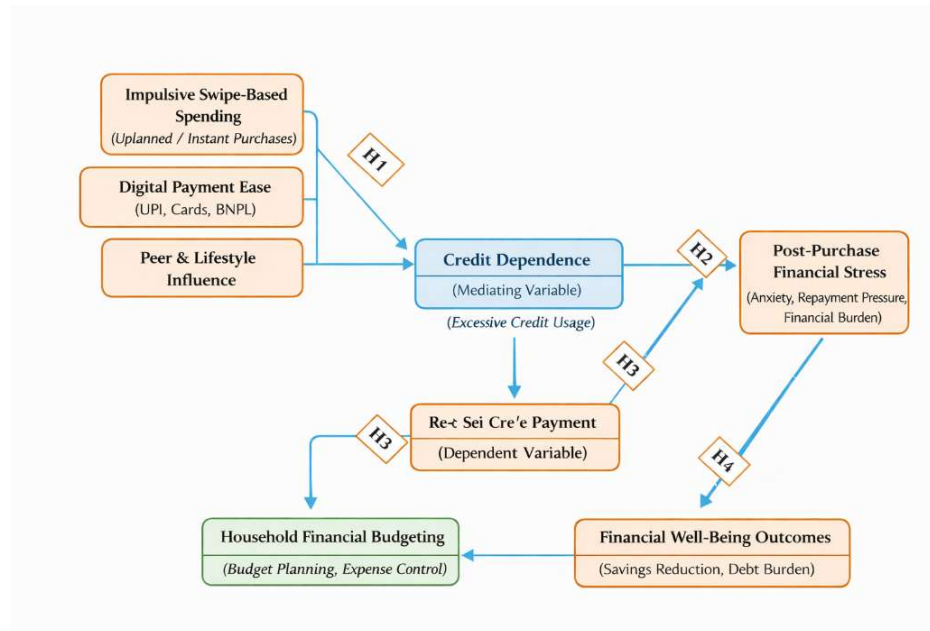 Impulsive Swipe-Based
Spending
(Uplanned / Instant Purchases)
H1
Digital Payment Ease
(UPI, Cards, BNPL)
Peer & Lifestyle
Influence
Credit Dependence
(Mediating Variable)
(Excessive Credit Usage)
H2
Post-Purchase
Financial Stress
(Anxiety, Repayment Pressure,
Financial Burden)
H3
Payment
(Dependent Variable)
H3
H4
Household Financial Budgeting
(Budget Planning, Expense Control)
Financial Well-Being Outcomes
(Savings Reduction, Debt Burden)